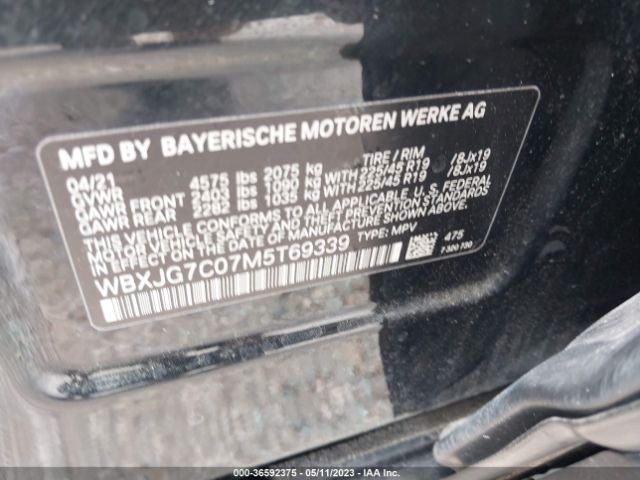 MFD BY BAYERISCHE MOTOREN WERKE AG
04/21 TIRE / RIM
GVWR 4575 lbs 2075 kg
GAWR FRONT 2403 lbs 1090 kg WITH 225/45 R19 /8Jx19
GAWR REAR 2282 lbs 1035 kg WITH 225/45 R19 /8Jx19
THIS VEHICLE CONFORMS TO ALL APPLICABLE U.S. FEDERAL
MOTOR VEHICLE SAFETY AND THEFT PREVENTION STANDARDS
IN EFFECT ON THE DATE OF MANUFACTURE SHOWN ABOVE.
WBXJG7C07M5T69339 TYPE: MPV 475
7 320 730
000-36592375 - 05/11/2023 - IAA Inc.